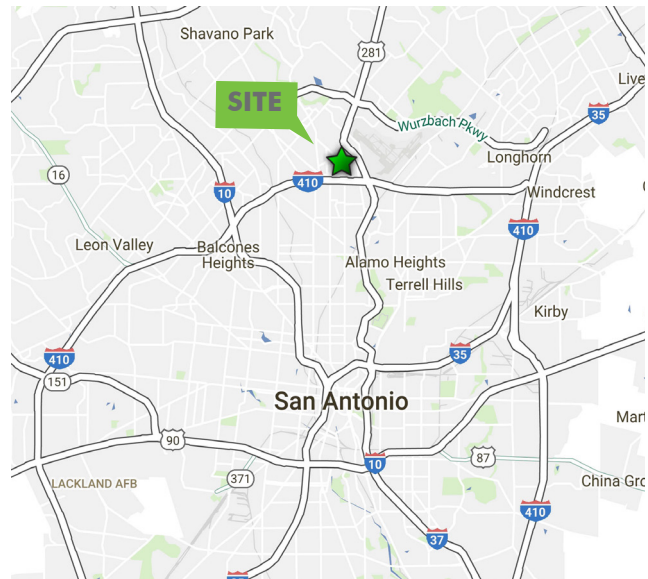 Shavano Park
281
SITE
Live
35
Wurzbach Pkwy
Longhorn
16
410
10
Windcrest
410
Leon Valley
Balcones
Heights
Alamo Heights
Terrell Hills
Kirby
35
410
151
San Antonio
Mart
90
10
87
371
LACKLAND AFB
China Gro
410
37